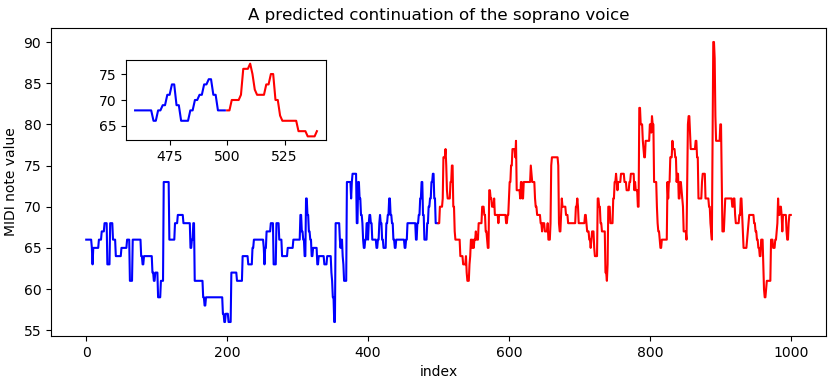 A predicted continuation of the soprano voice
90
85
80
75
70
65
60
55
MIDI note value
75
70
65
475 500 525
0 200 400 600 800 1000
index